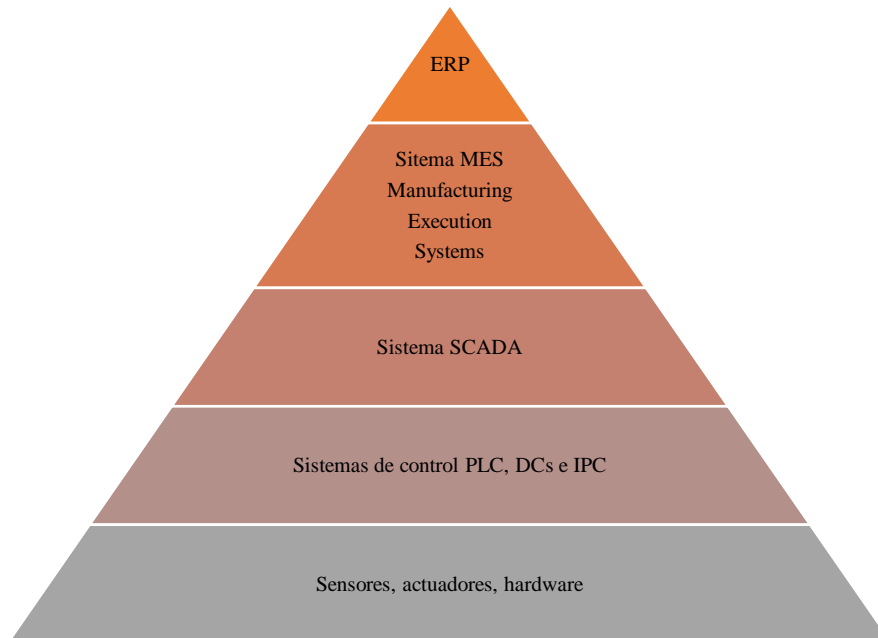 ERP
Sitema MES
Manufacturing
Execution
Systems
Sistema SCADA
Sistemas de control PLC, DCs e IPC
Sensores, actuadores, hardware